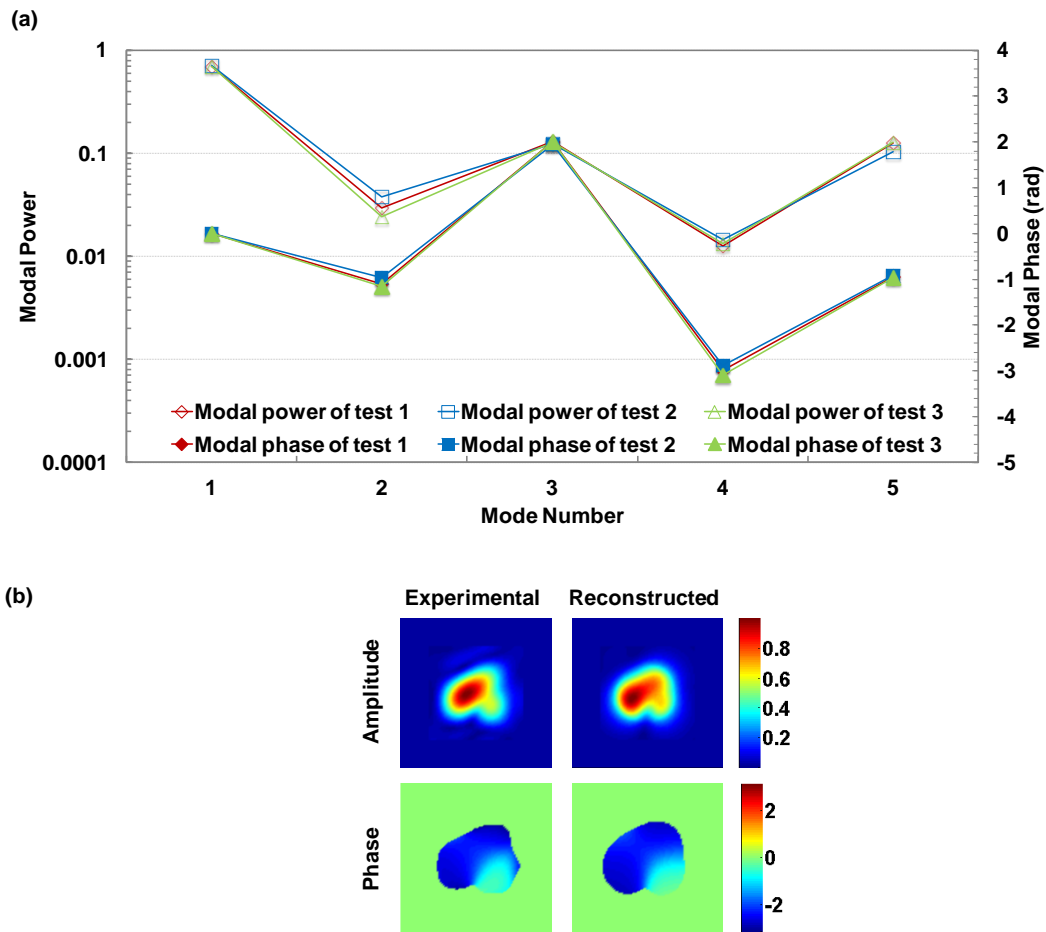 (a)
1
0.1
0.01
0.001
0.0001
Modal Power
4
3
2
1
0
-1
-2
-3
-4
-5
Modal Phase (rad)
Modal power of test 1
Modal power of test 2
Modal power of test 3
Modal phase of test 1
Modal phase of test 2
Modal phase of test 3
1 2 3 4 5
Mode Number
(b)
Experimental Reconstructed
Amplitude
0.8
0.6
0.4
0.2
Phase
2
0
-2